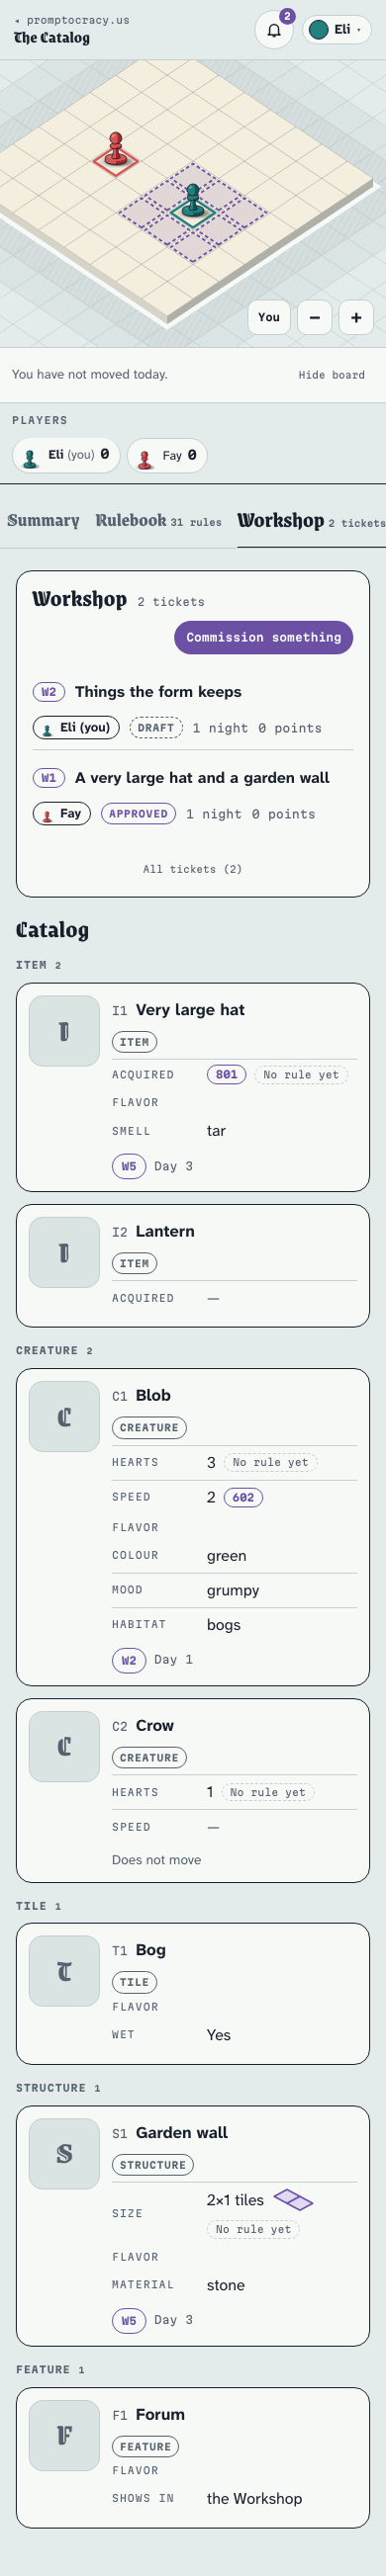 ◂ promptocracy.us
The Catalog
2
Eli ▾
You − +
You have not moved today.
Hide board
PLAYERS
Eli (you) 0
Fay 0
Summary
Rulebook 31 rules
Workshop 2 tickets
Workshop 2 tickets
Commission something
W2 Things the form keeps
Eli (you) DRAFT 1 night 0 points
W1 A very large hat and a garden wall
Fay APPROVED 1 night 0 points
All tickets (2)
Catalog
ITEM 2
I
I1 Very large hat
ITEM
ACQUIRED 801 No rule yet
FLAVOR
SMELL tar
W5 Day 3
I
I2 Lantern
ITEM
ACQUIRED —
CREATURE 2
C
C1 Blob
CREATURE
HEARTS 3 No rule yet
SPEED 2 602
FLAVOR
COLOUR green
MOOD grumpy
HABITAT bogs
W2 Day 1
C
C2 Crow
CREATURE
HEARTS 1 No rule yet
SPEED —
Does not move
TILE 1
T
T1 Bog
TILE
FLAVOR
WET Yes
STRUCTURE 1
S
S1 Garden wall
STRUCTURE
SIZE 2×1 tiles
No rule yet
FLAVOR
MATERIAL stone
W5 Day 3
FEATURE 1
F
F1 Forum
FEATURE
FLAVOR
SHOWS IN the Workshop